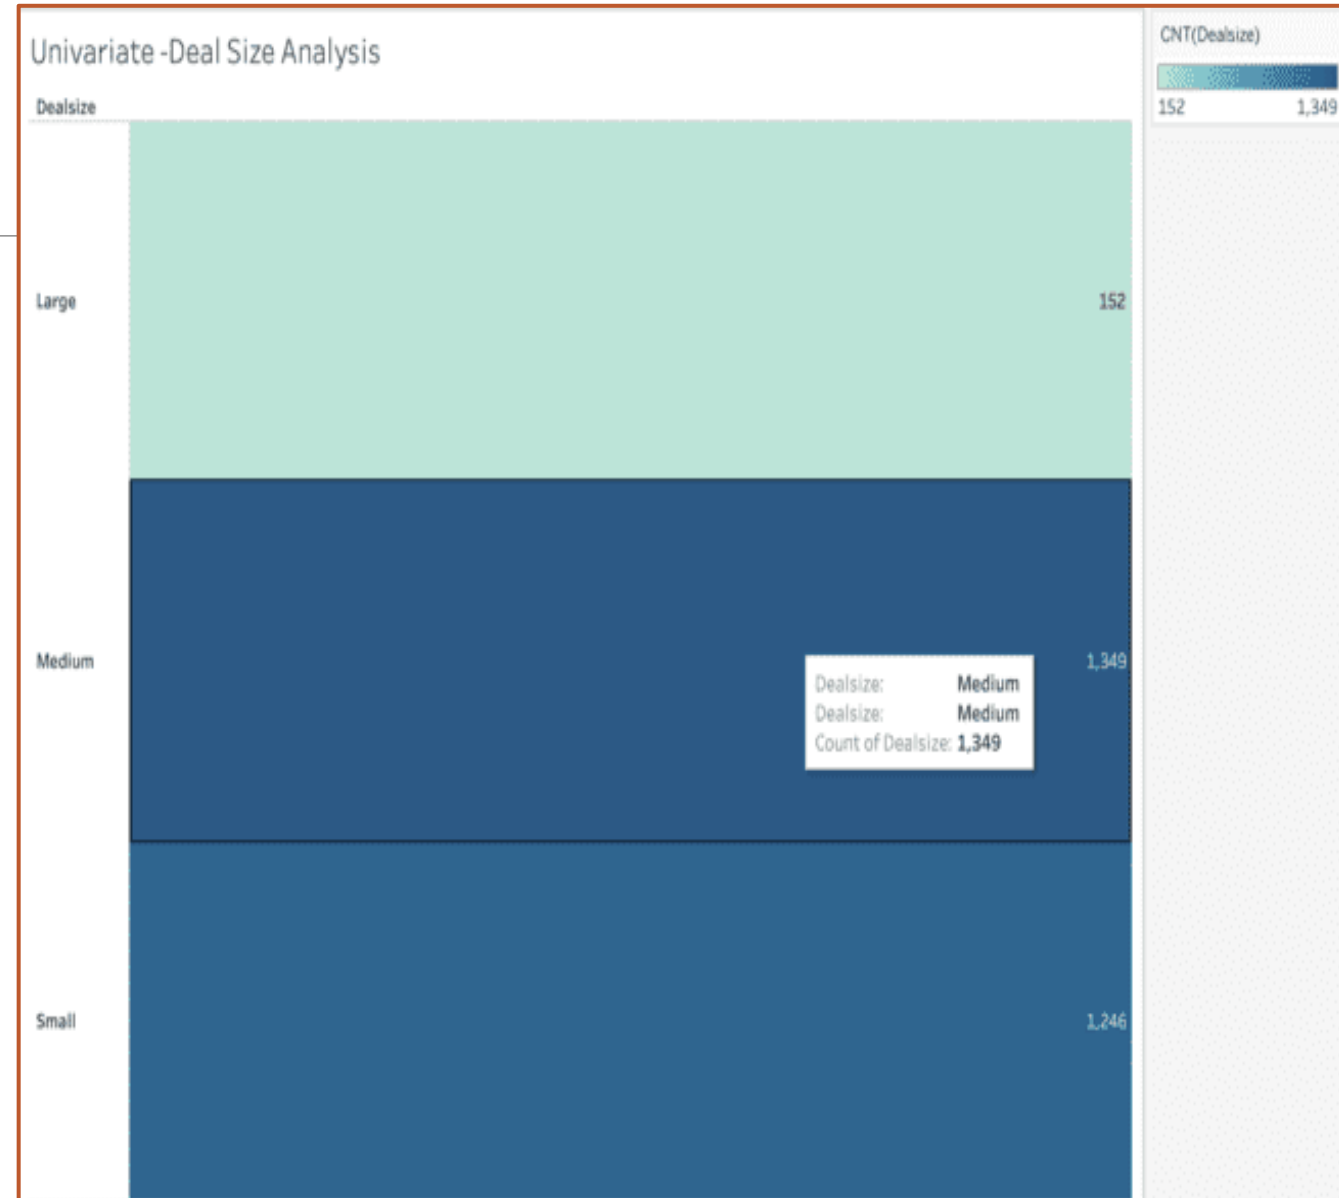 Univariate -Deal Size Analysis
CNT(Dealsize)
152 1,349
Dealsize
Large 152
Medium 1,349
Dealsize: Medium
Dealsize: Medium
Count of Dealsize: 1,349
Small 1,246